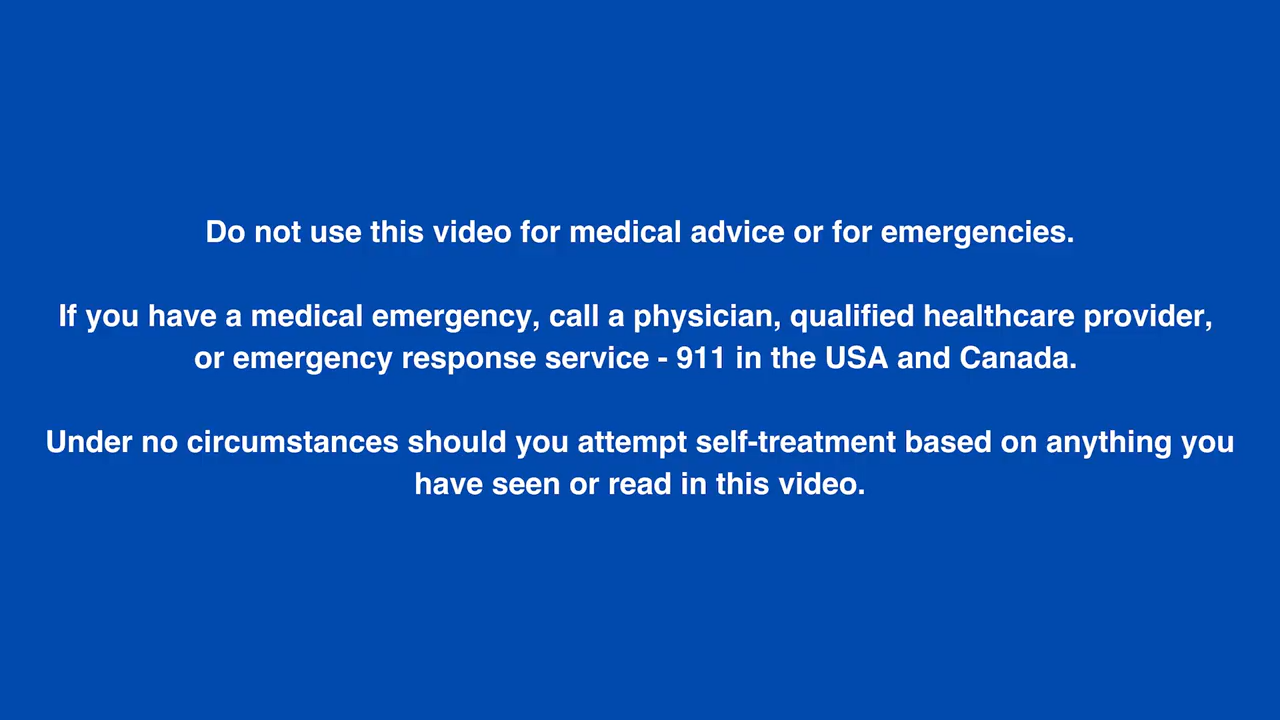 Do not use this video for medical advice or for emergencies.
If you have a medical emergency, call a physician, qualified healthcare provider,
or emergency response service - 911 in the USA and Canada.
Under no circumstances should you attempt self-treatment based on anything you
have seen or read in this video.